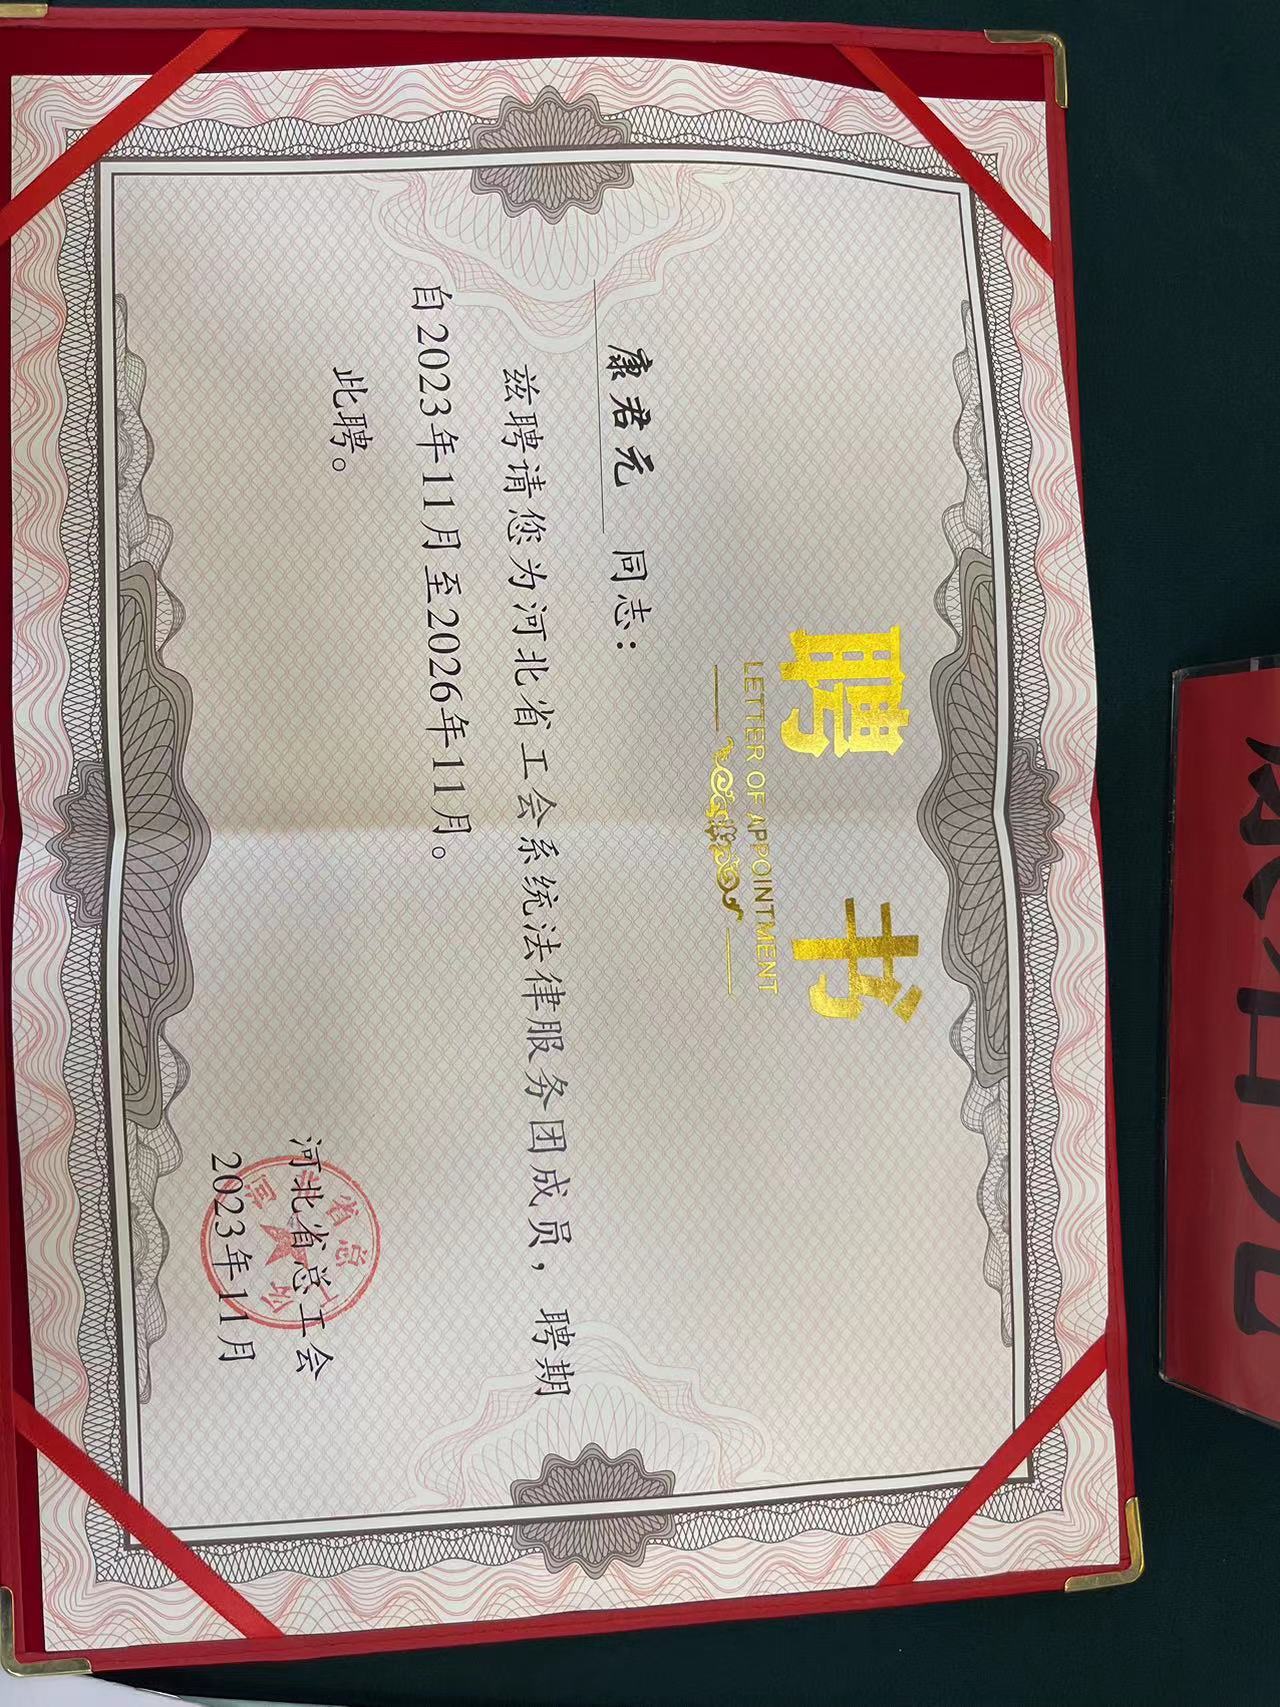 聘书
LETTER OF APPOINTMENT
康君元 同志：
兹聘请您为河北省工会系统法律服务团成员，聘期
自2023年11月至2026年11月。
此聘。
河北省总工会
2023年11月